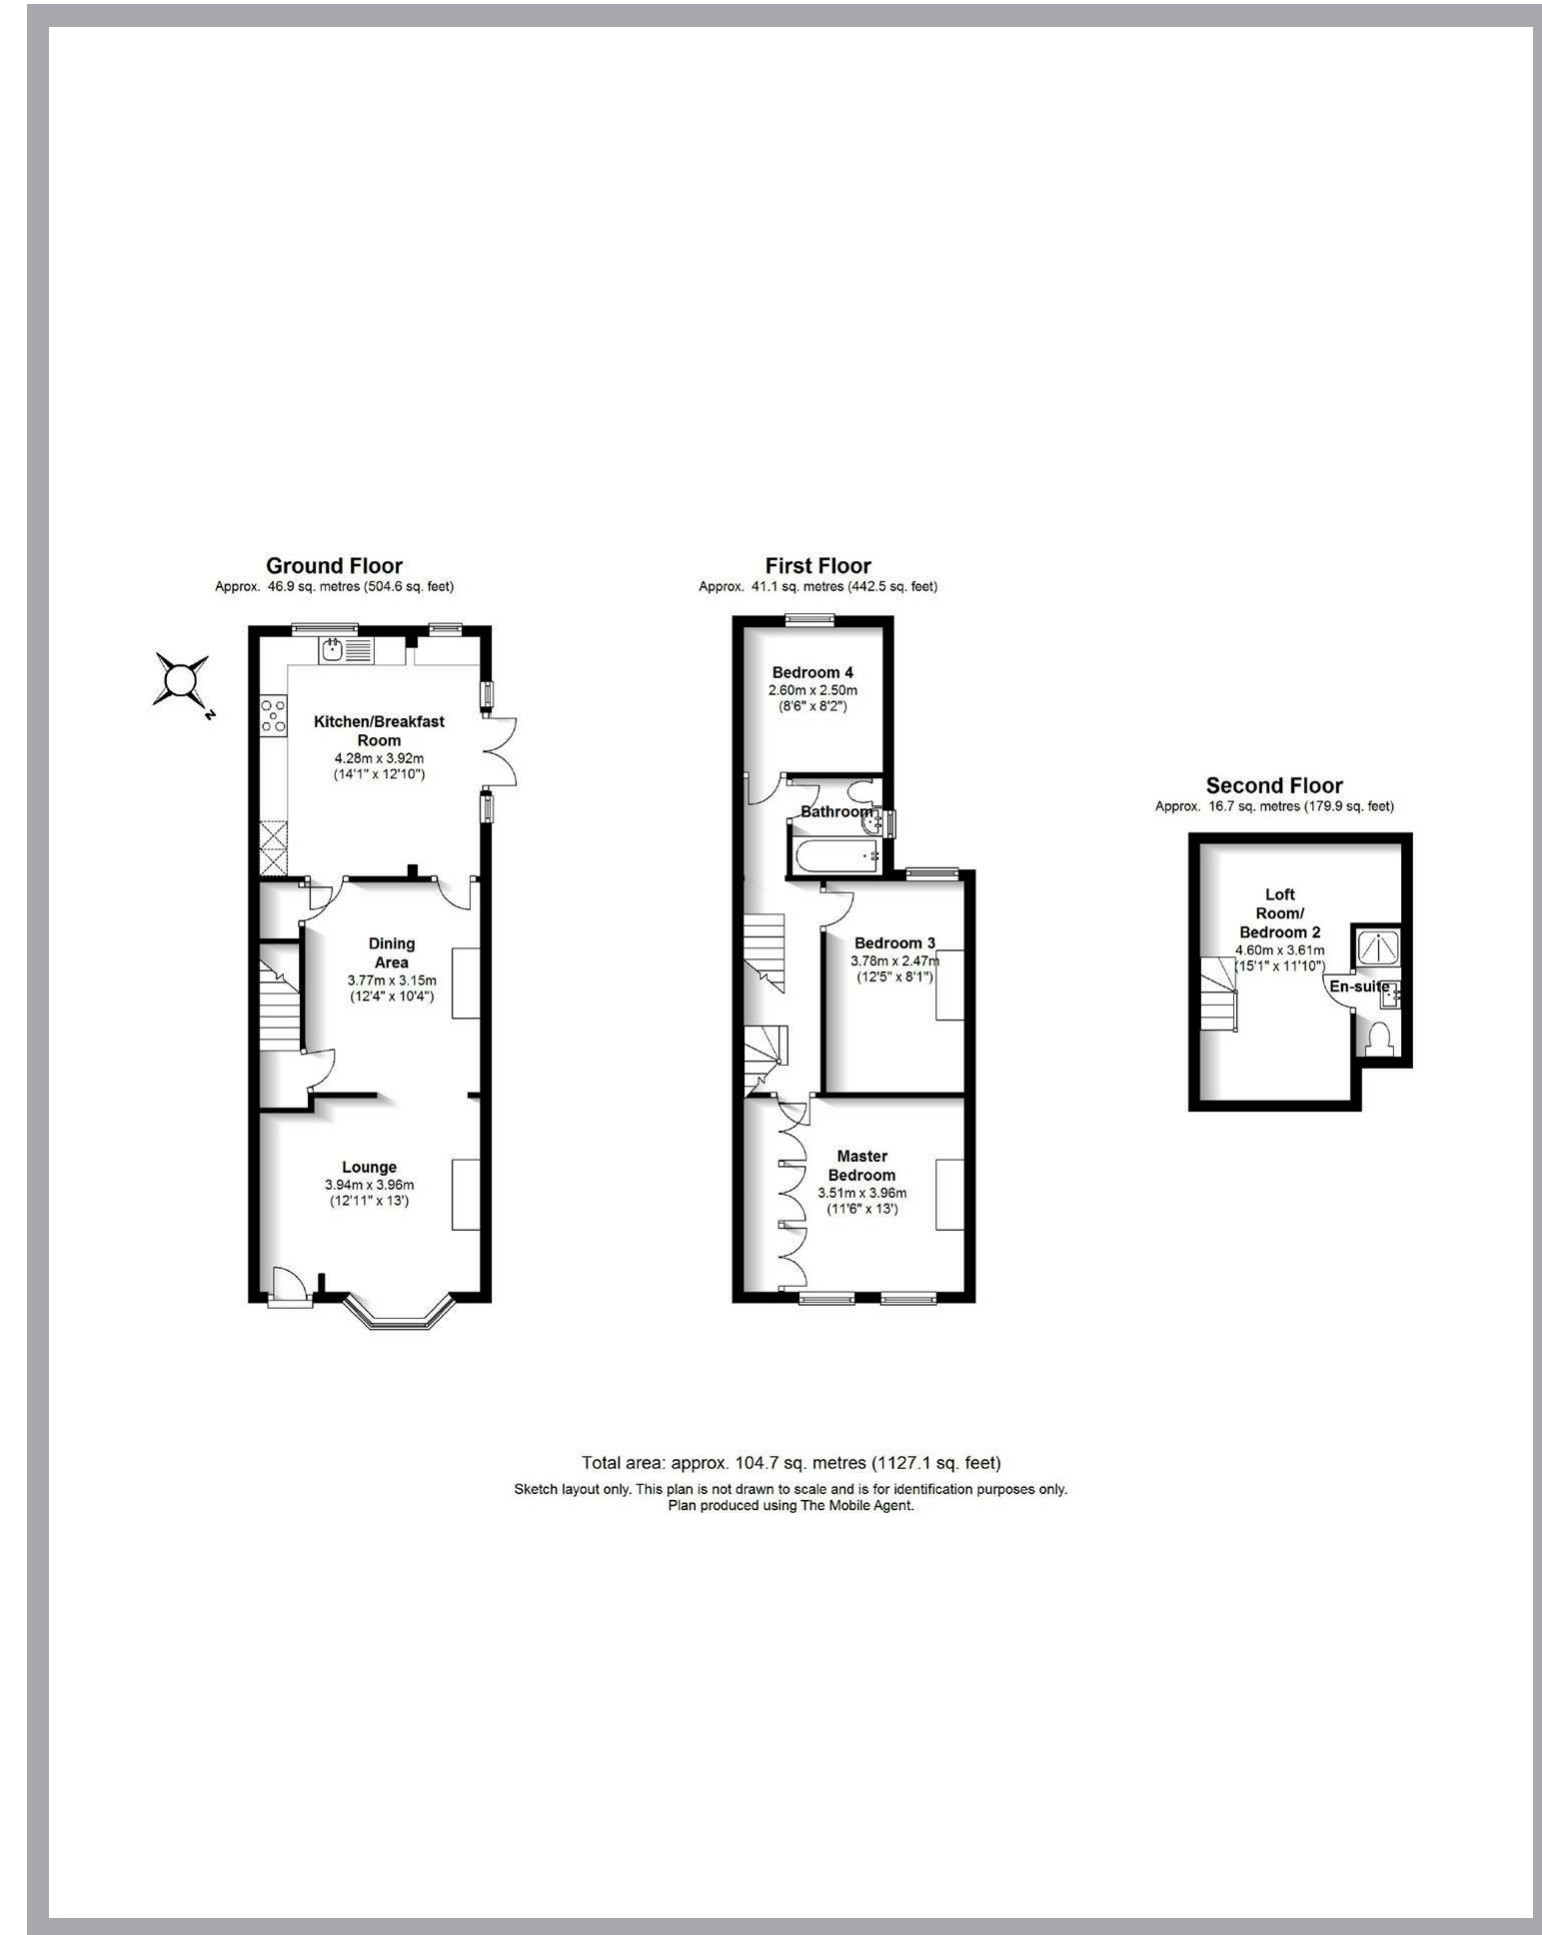 Ground Floor
Approx. 46.9 sq. metres (504.6 sq. feet)
N
Kitchen/Breakfast
Room
4.28m x 3.92m
(14'1" x 12'10")
Dining
Area
3.77m x 3.15m
(12'4" x 10'4")
Lounge
3.94m x 3.96m
(12'11" x 13')
First Floor
Approx. 41.1 sq. metres (442.5 sq. feet)
Bedroom 4
2.60m x 2.50m
(8'6" x 8'2")
Bathroom
Bedroom 3
3.78m x 2.47m
(12'5" x 8'1")
Master
Bedroom
3.51m x 3.96m
(11'6" x 13')
Second Floor
Approx. 16.7 sq. metres (179.9 sq. feet)
Loft
Room/
Bedroom 2
4.60m x 3.61m
(15'1" x 11'10")
En-suite
Total area: approx. 104.7 sq. metres (1127.1 sq. feet)
Sketch layout only. This plan is not drawn to scale and is for identification purposes only.
Plan produced using The Mobile Agent.